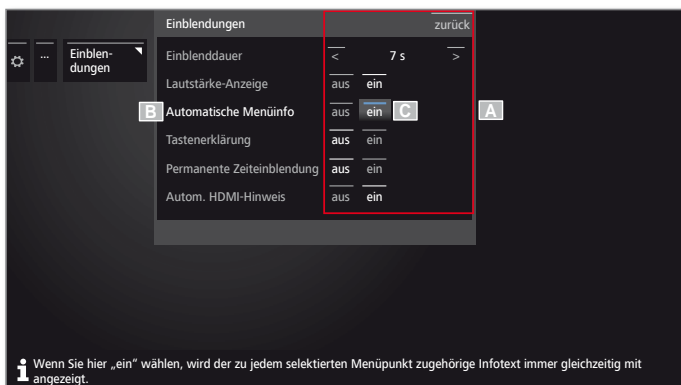 Einblendungen
zurück
... Einblen-
dungen
Einblenddauer < 7 s >
Lautstärke-Anzeige aus ein
B Automatische Menüinfo aus ein C A
Tastenerklärung aus ein
Permanente Zeiteinblendung aus ein
Autom. HDMI-Hinweis aus ein
i Wenn Sie hier „ein“ wählen, wird der zu jedem selektierten Menüpunkt zugehörige Infotext immer gleichzeitig mit
angezeigt.